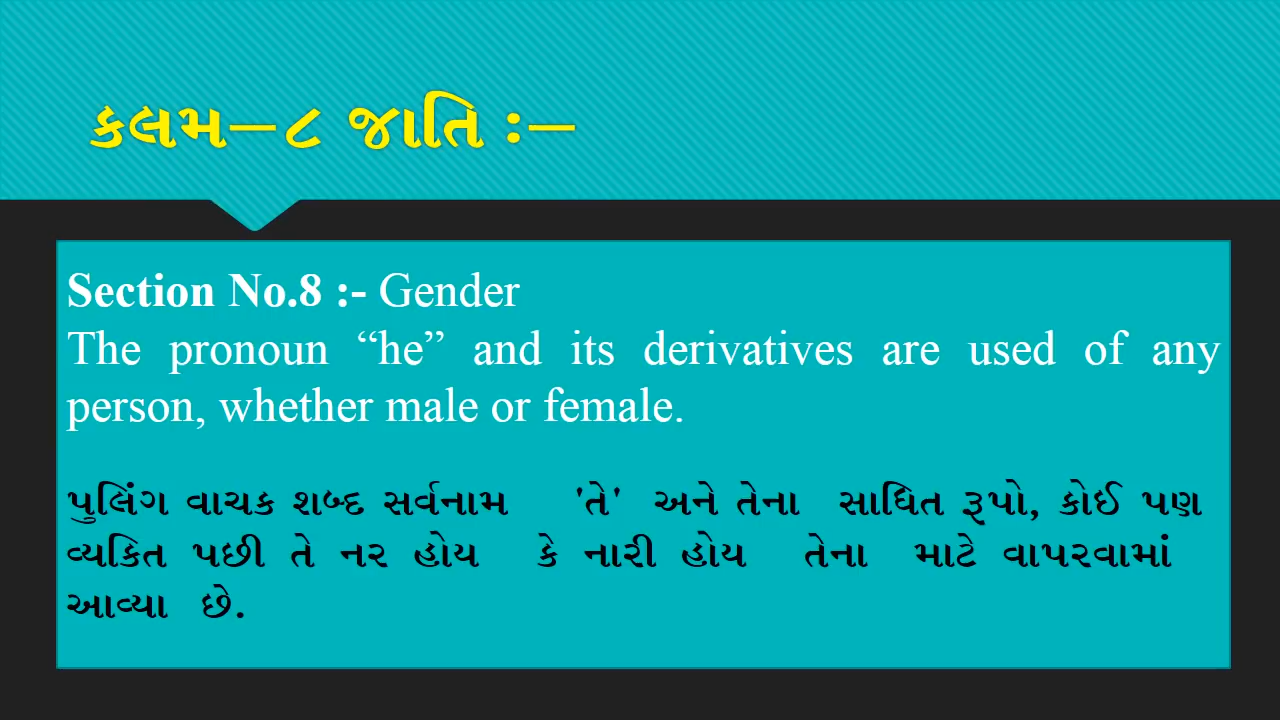 કલમ–૮ જાતિ :–
Section No.8 :- Gender
The pronoun “he” and its derivatives are used of any
person, whether male or female.
પુલિંગ વાચક શબ્દ સર્વનામ 'તે' અને તેના સાધિત રૂપો, કોઈ પણ
વ્યકિત પછી તે નર હોય કે નારી હોય તેના માટે વાપરવામાં
આવ્યા છે.